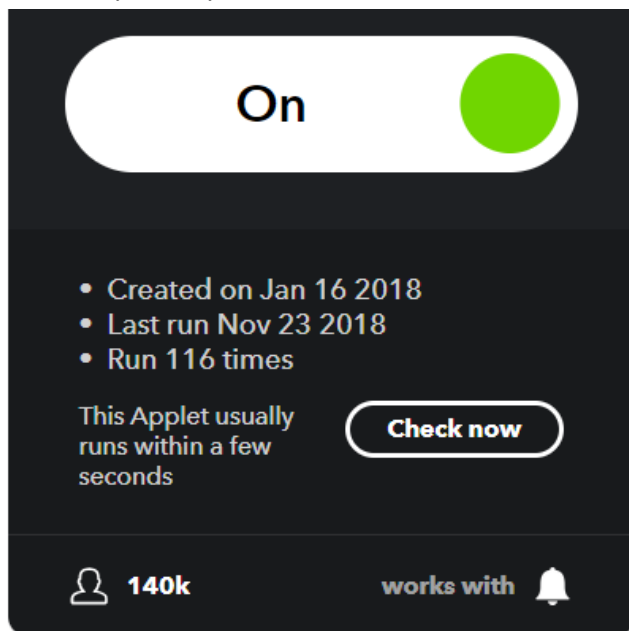 On
• Created on Jan 16 2018
• Last run Nov 23 2018
• Run 116 times
This Applet usually
runs within a few
seconds
Check now
140k
works with